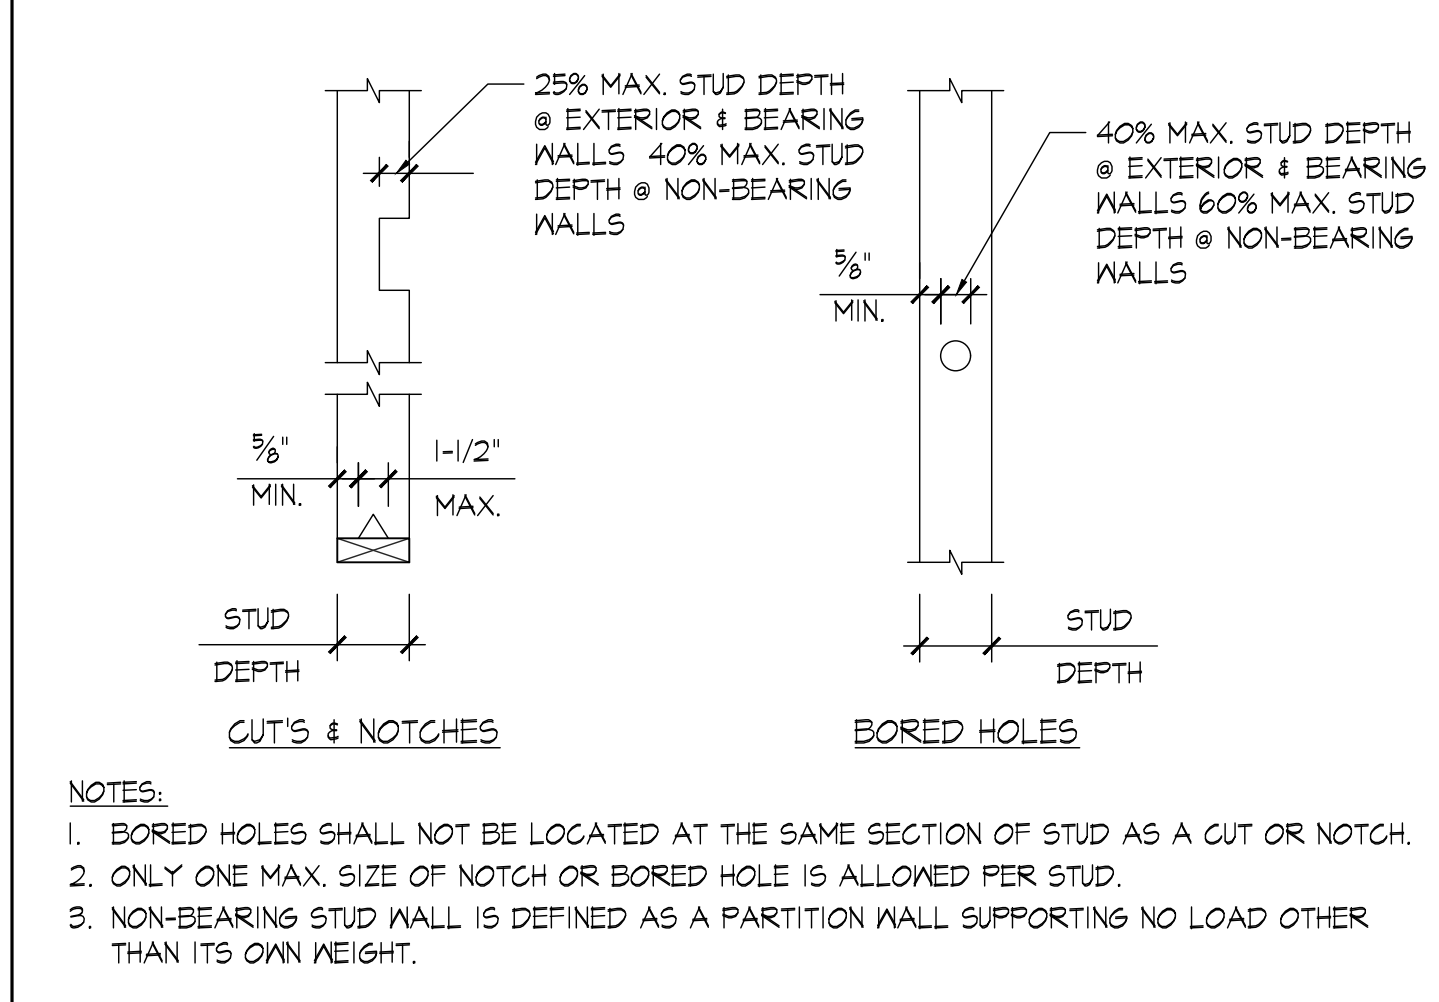 25% MAX. STUD DEPTH
@ EXTERIOR & BEARING
WALLS 40% MAX. STUD
DEPTH @ NON-BEARING
WALLS
5/8"
MIN.
1-1/2"
MAX.
STUD
DEPTH
CUT'S & NOTCHES
40% MAX. STUD DEPTH
@ EXTERIOR & BEARING
WALLS 60% MAX. STUD
DEPTH @ NON-BEARING
WALLS
5/8"
MIN.
STUD
DEPTH
BORED HOLES
NOTES:
1. BORED HOLES SHALL NOT BE LOCATED AT THE SAME SECTION OF STUD AS A CUT OR NOTCH.
2. ONLY ONE MAX. SIZE OF NOTCH OR BORED HOLE IS ALLOWED PER STUD.
3. NON-BEARING STUD WALL IS DEFINED AS A PARTITION WALL SUPPORTING NO LOAD OTHER
THAN ITS OWN WEIGHT.